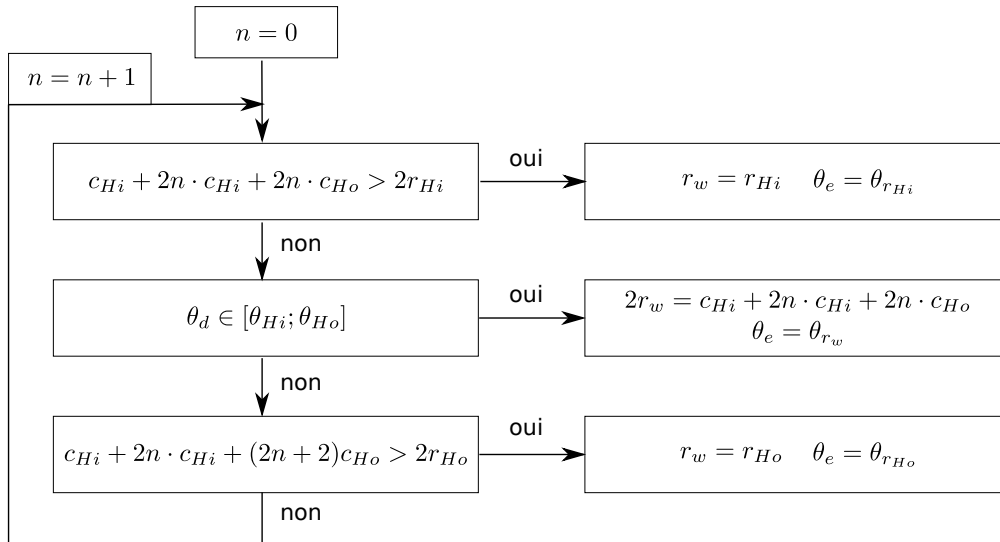 n = 0
n = n + 1
c_{Hi} + 2n · c_{Hi} + 2n · c_{Ho} > 2r_{Hi}
oui
r_w = r_{Hi} θ_e = θ_{r_{Hi}}
non
θ_d ∈ [θ_{Hi}; θ_{Ho}]
oui
2r_w = c_{Hi} + 2n · c_{Hi} + 2n · c_{Ho}
θ_e = θ_{r_w}
non
c_{Hi} + 2n · c_{Hi} + (2n + 2)c_{Ho} > 2r_{Ho}
oui
r_w = r_{Ho} θ_e = θ_{r_{Ho}}
non